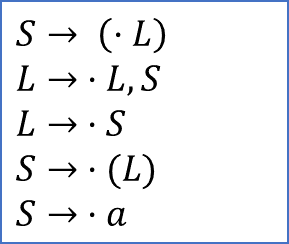 S → (· L)
L → · L, S
L → · S
S → · (L)
S → · a